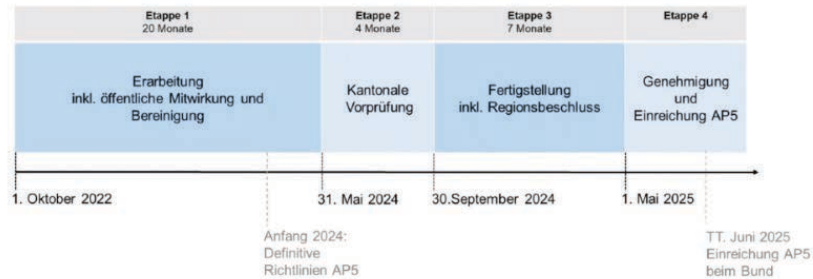 Etappe 1
20 Monate
Etappe 2
4 Monate
Etappe 3
7 Monate
Etappe 4
Erarbeitung
inkl. öffentliche Mitwirkung und
Bereinigung
Kantonale
Vorprüfung
Fertigstellung
inkl. Regionsbeschluss
Genehmigung
und
Einreichung AP5
1. Oktober 2022
31. Mai 2024
30.September 2024
1. Mai 2025
Anfang 2024:
Definitive
Richtlinien AP5
TT. Juni 2025
Einreichung AP5
beim Bund